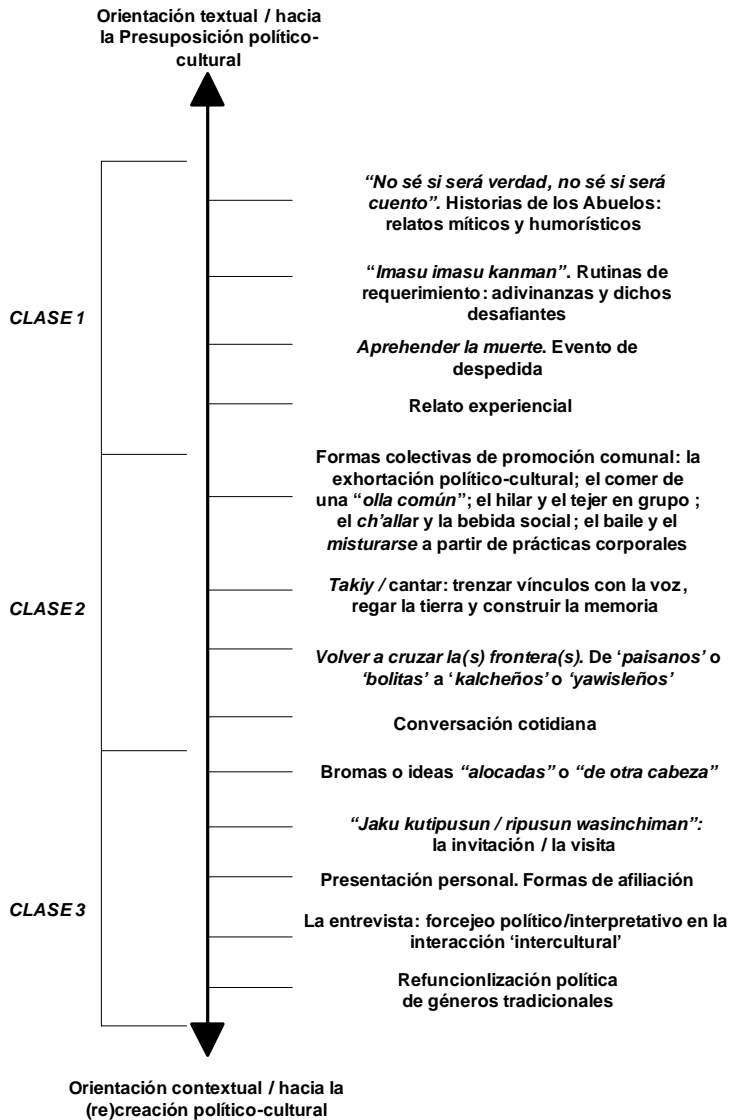 Orientación textual / hacia
la Presuposición político-
cultural
“No sé si será verdad, no sé si será
cuento”. Historias de los Abuelos:
relatos míticos y humorísticos
“Imasu imasu kanman”. Rutinas de
requerimiento: adivinanzas y dichos
desafiantes
CLASE 1
Aprehender la muerte. Evento de
despedida
Relato experiencial
Formas colectivas de promoción comunal: la
exhortación político-cultural; el comer de
una “olla común”; el hilar y el tejer en grupo ;
el ch’allar y la bebida social; el baile y el
misturarse a partir de prácticas corporales
CLASE 2
Takiy / cantar: trenzar vínculos con la voz,
regar la tierra y construir la memoria
Volver a cruzar la(s) frontera(s). De ‘paisanos’ o
‘bolitas’ a ‘kalcheños’ o ‘yawisleños’
Conversación cotidiana
Bromas o ideas “alocadas” o “de otra cabeza”
“Jaku kutipusun / ripusun wasinchiman”:
la invitación / la visita
Presentación personal. Formas de afiliación
CLASE 3
La entrevista: forcejeo político/interpretativo en la
interacción ‘intercultural’
Refuncionlización política
de géneros tradicionales
Orientación contextual / hacia la
(re)creación político-cultural